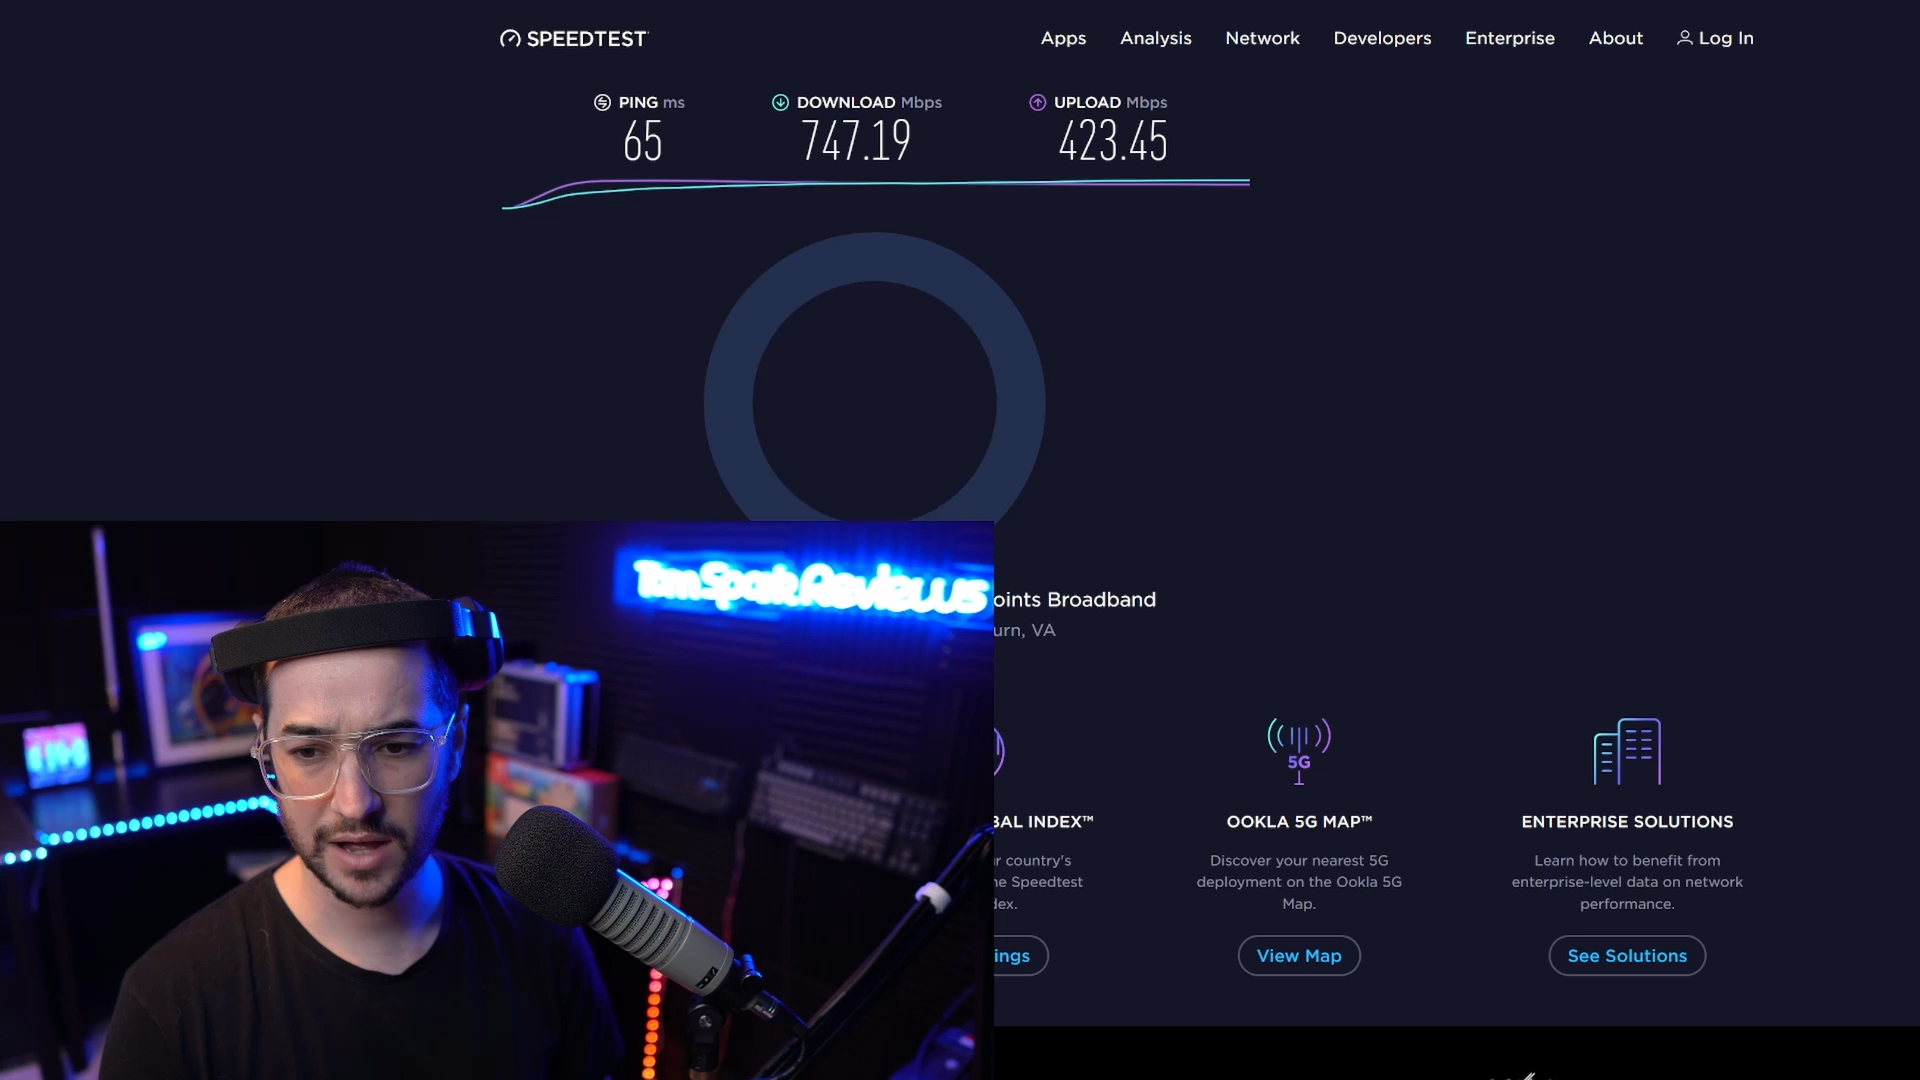 SPEEDTEST
Apps Analysis Network Developers Enterprise About Log In
PING ms
65
DOWNLOAD Mbps
747.19
UPLOAD Mbps
423.45
TomSparkReviews
oints Broadband
urn, VA
5G
BAL INDEX™
r country's
he Speedtest
dex.
ings
OOKLA 5G MAP™
Discover your nearest 5G
deployment on the Ookla 5G
Map.
View Map
ENTERPRISE SOLUTIONS
Learn how to benefit from
enterprise-level data on network
performance.
See Solutions